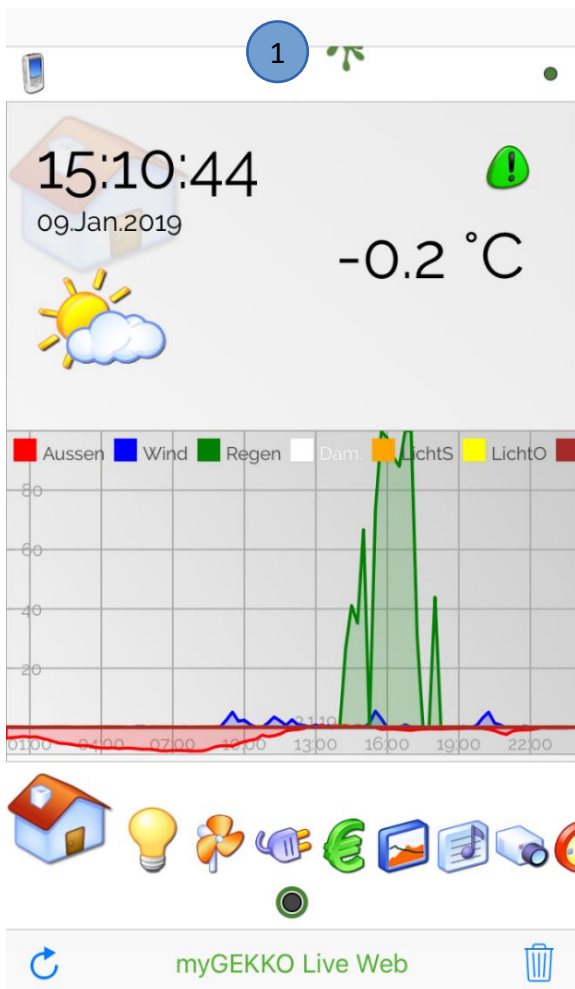 1
15:10:44
09.Jan.2019
-0.2 °C
Aussen Wind Regen Dam. LichtS LichtO
80
60
40
20
01:00 04:00 07:00 10:00 13:00 16:00 19:00 22:00
myGEKKO Live Web